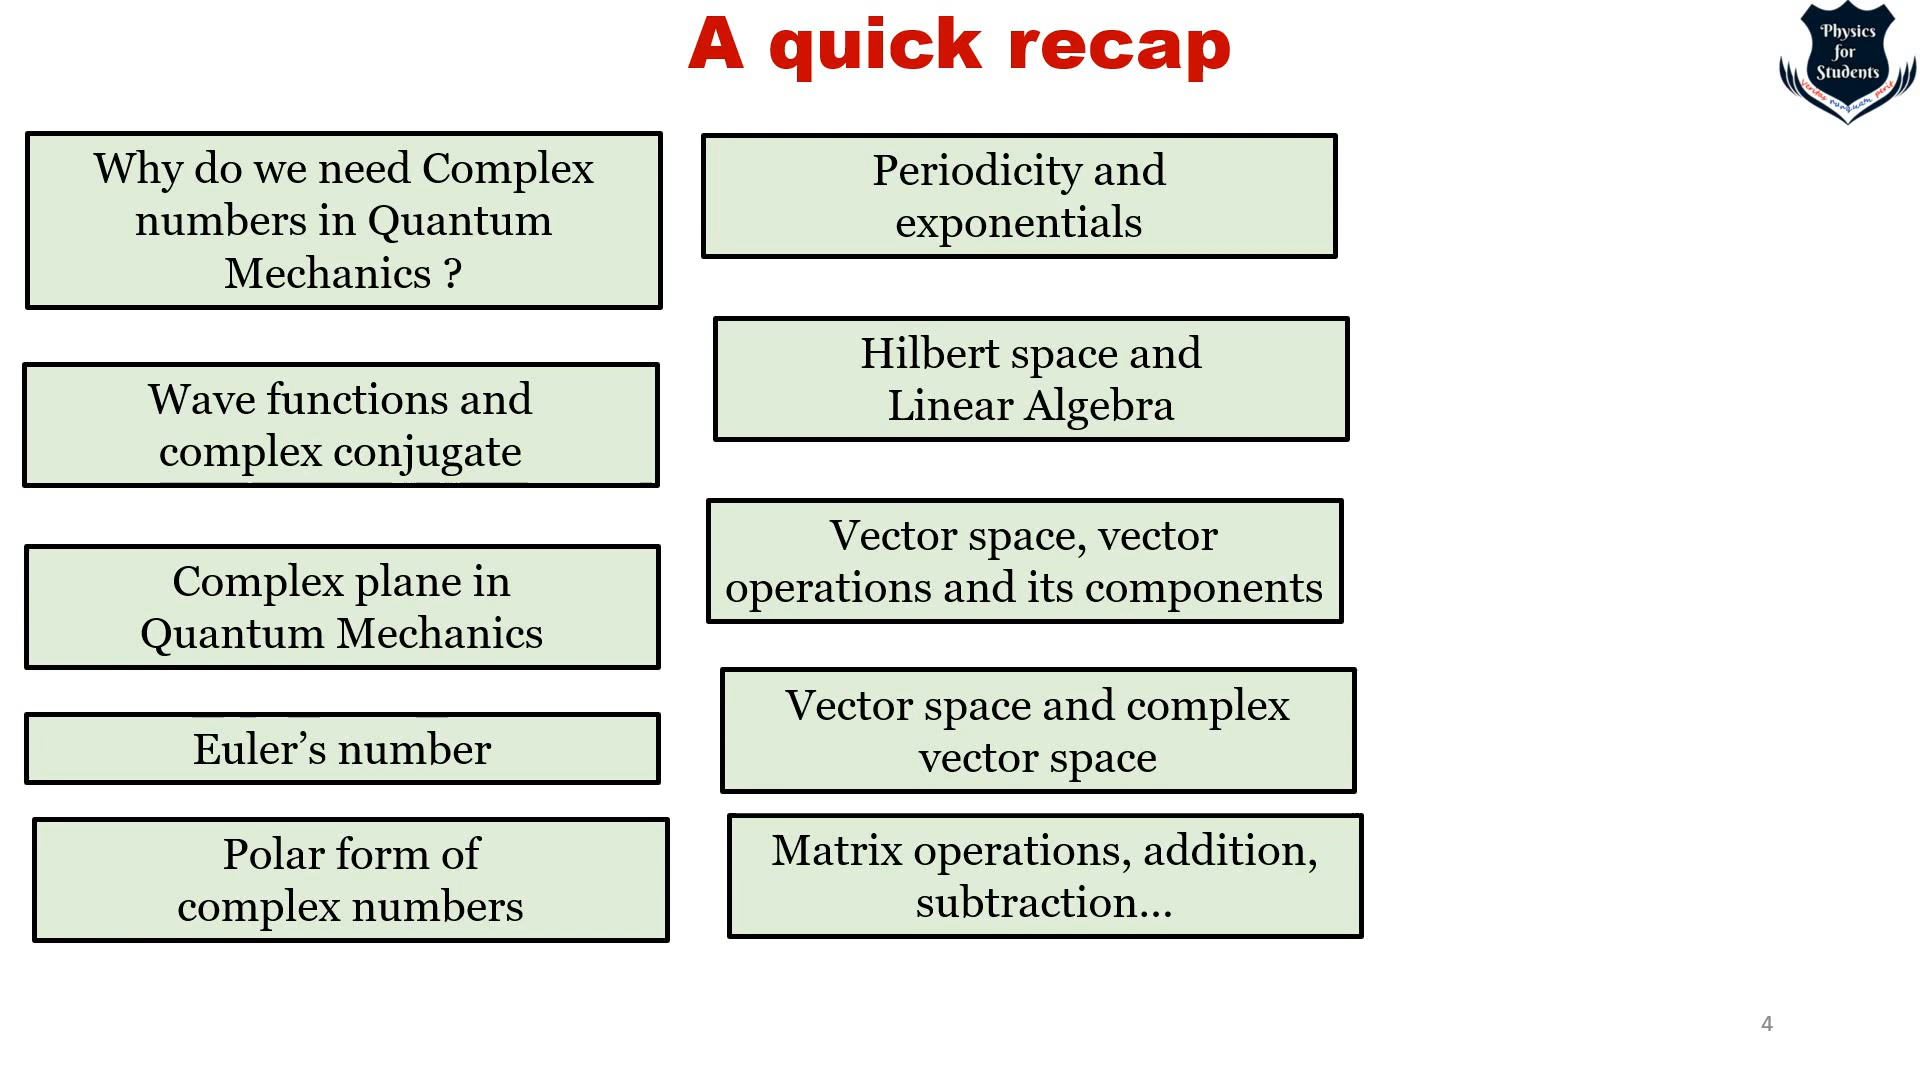 A quick recap
Physics
for
Students
veritas nunquam perit
Why do we need Complex
numbers in Quantum
Mechanics ?
Wave functions and
complex conjugate
Complex plane in
Quantum Mechanics
Euler’s number
Polar form of
complex numbers
Periodicity and
exponentials
Hilbert space and
Linear Algebra
Vector space, vector
operations and its components
Vector space and complex
vector space
Matrix operations, addition,
subtraction…
4